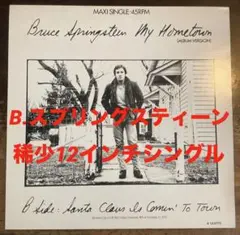 MAXI SINGLE·45RPM
Bruce Springsteen My Hometown
(ALBUM VERSION)
B.スプリングスティーン
稀少12インチシングル
B Side: Santa Claus Is Comin' To Town